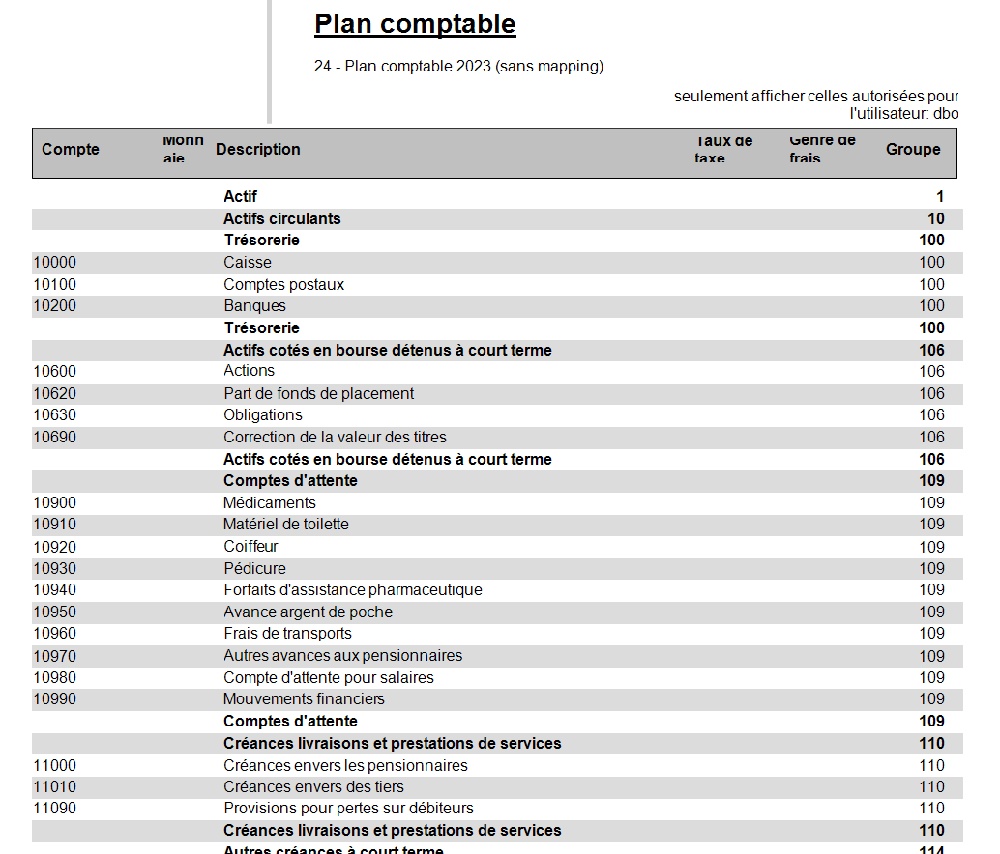 Plan comptable
24 - Plan comptable 2023 (sans mapping)
seulement afficher celles autorisées pour
l'utilisateur: dbo
Compte Monn aie Description Taux de taxe Genre de frais Groupe
Actif 1
Actifs circulants 10
Trésorerie 100
10000 Caisse 100
10100 Comptes postaux 100
10200 Banques 100
Trésorerie 100
Actifs cotés en bourse détenus à court terme 106
10600 Actions 106
10620 Part de fonds de placement 106
10630 Obligations 106
10690 Correction de la valeur des titres 106
Actifs cotés en bourse détenus à court terme 106
Comptes d'attente 109
10900 Médicaments 109
10910 Matériel de toilette 109
10920 Coiffeur 109
10930 Pédicure 109
10940 Forfaits d'assistance pharmaceutique 109
10950 Avance argent de poche 109
10960 Frais de transports 109
10970 Autres avances aux pensionnaires 109
10980 Compte d'attente pour salaires 109
10990 Mouvements financiers 109
Comptes d'attente 109
Créances livraisons et prestations de services 110
11000 Créances envers les pensionnaires 110
11010 Créances envers des tiers 110
11090 Provisions pour pertes sur débiteurs 110
Créances livraisons et prestations de services 110
Autres créances à court terme 114